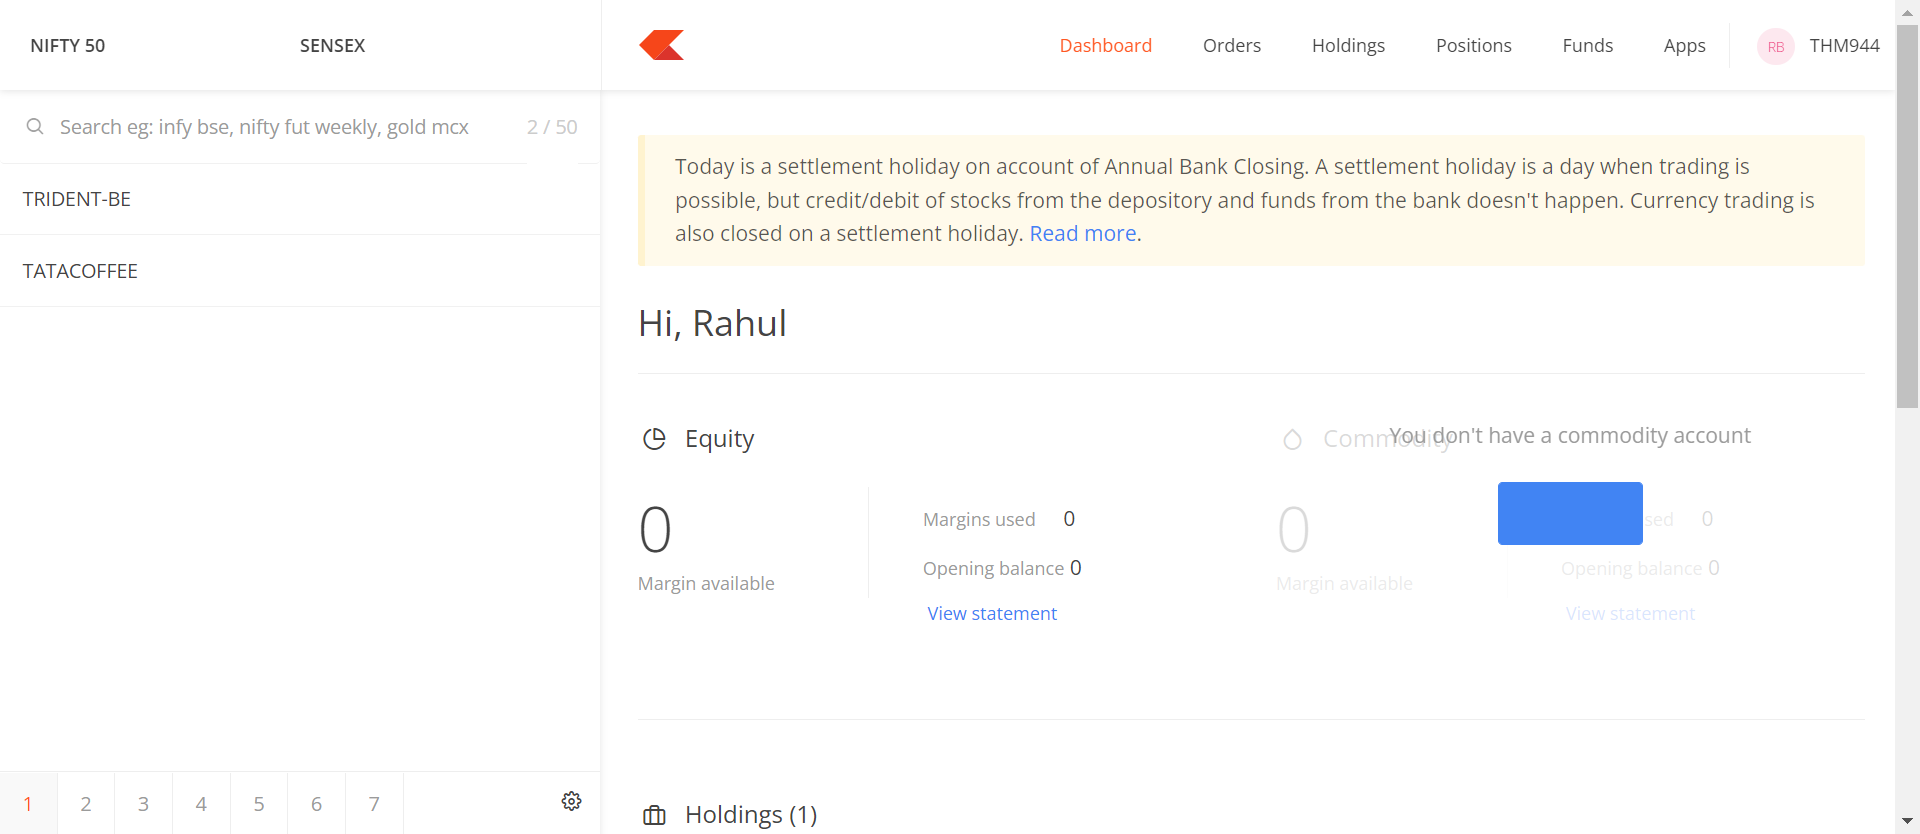 NIFTY 50
SENSEX
Dashboard
Orders
Holdings
Positions
Funds
Apps
RB
THM944
Search eg: infy bse, nifty fut weekly, gold mcx
2 / 50
TRIDENT-BE
TATACOFFEE
Today is a settlement holiday on account of Annual Bank Closing. A settlement holiday is a day when trading is
possible, but credit/debit of stocks from the depository and funds from the bank doesn't happen. Currency trading is
also closed on a settlement holiday. Read more.
Hi, Rahul
Equity
0
Margin available
Margins used 0
Opening balance 0
View statement
Commodity
You don't have a commodity account
0
Margin available
sed 0
Opening balance 0
View statement
Holdings (1)
1
2
3
4
5
6
7